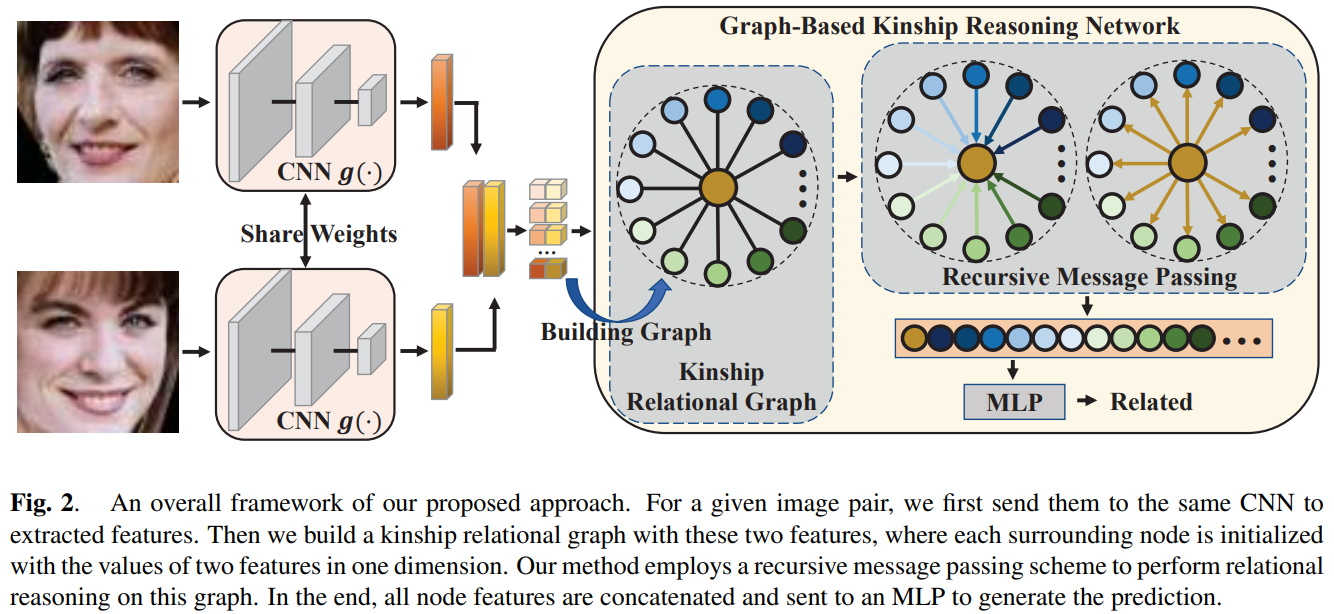 Graph-Based Kinship Reasoning Network
CNN g(·)
Share Weights
CNN g(·)
...
Building Graph
Kinship
Relational Graph
Recursive Message Passing
MLP
Related
Fig. 2. An overall framework of our proposed approach. For a given image pair, we first send them to the same CNN to
extracted features. Then we build a kinship relational graph with these two features, where each surrounding node is initialized
with the values of two features in one dimension. Our method employs a recursive message passing scheme to perform relational
reasoning on this graph. In the end, all node features are concatenated and sent to an MLP to generate the prediction.